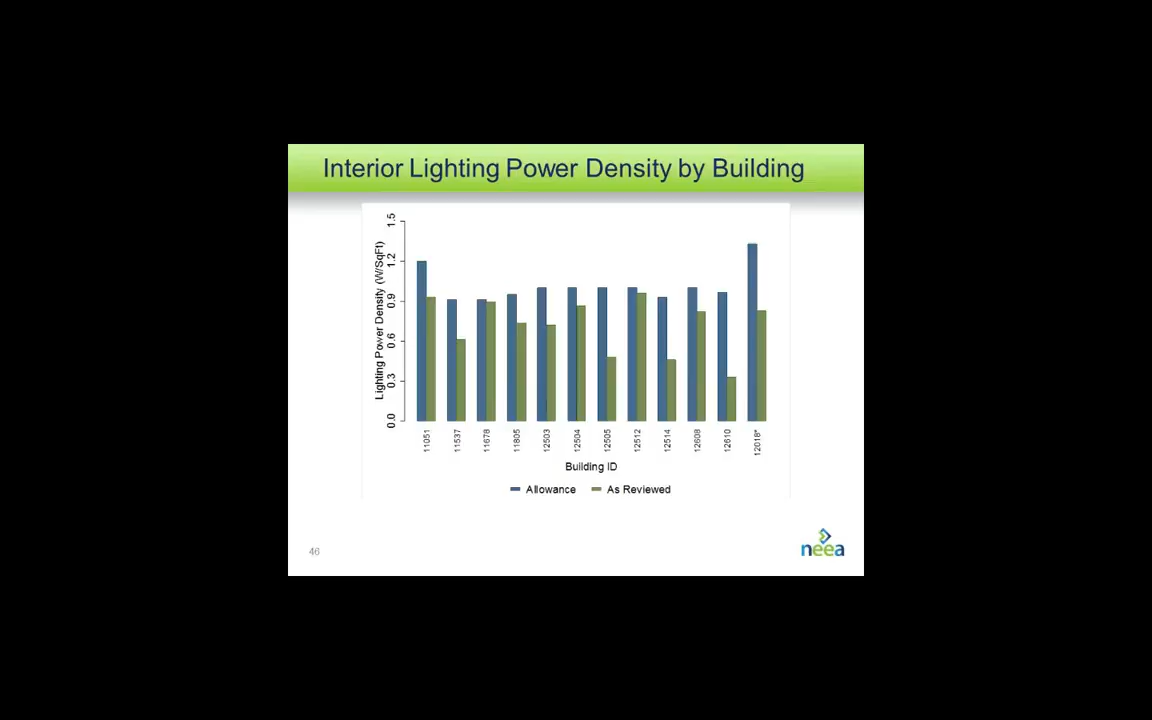 Interior Lighting Power Density by Building
Lighting Power Density (W/SqFt)
1.5
1.2
0.9
0.6
0.3
0.0
11051 11537 11678 11805 12503 12504 12505 12512 12514 12608 12610 12018*
Building ID
Allowance As Reviewed
46
neea